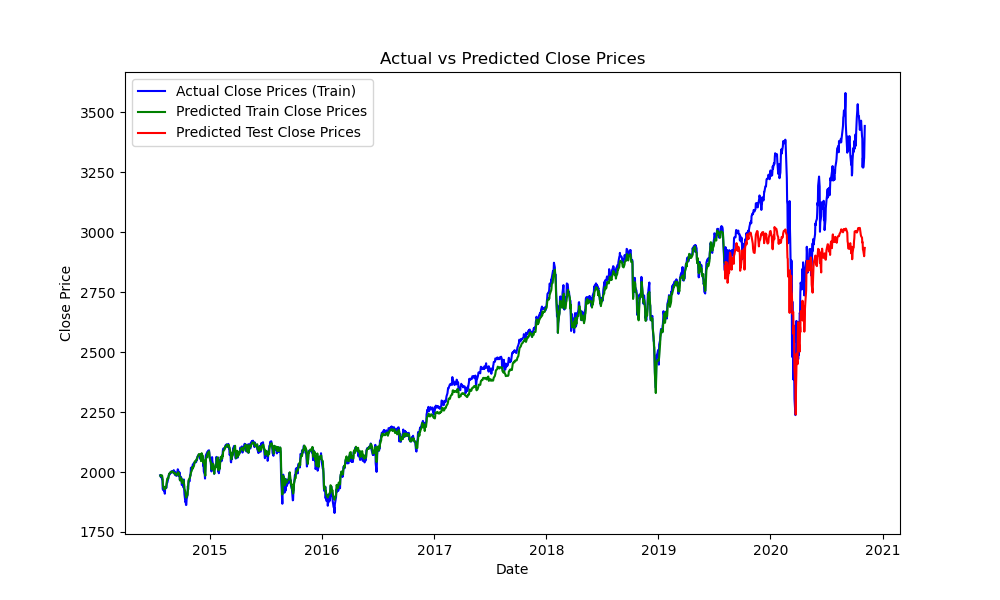 Actual vs Predicted Close Prices
Actual Close Prices (Train)
Predicted Train Close Prices
Predicted Test Close Prices
3500
3250
3000
2750
2500
2250
2000
1750
Close Price
2015 2016 2017 2018 2019 2020 2021
Date